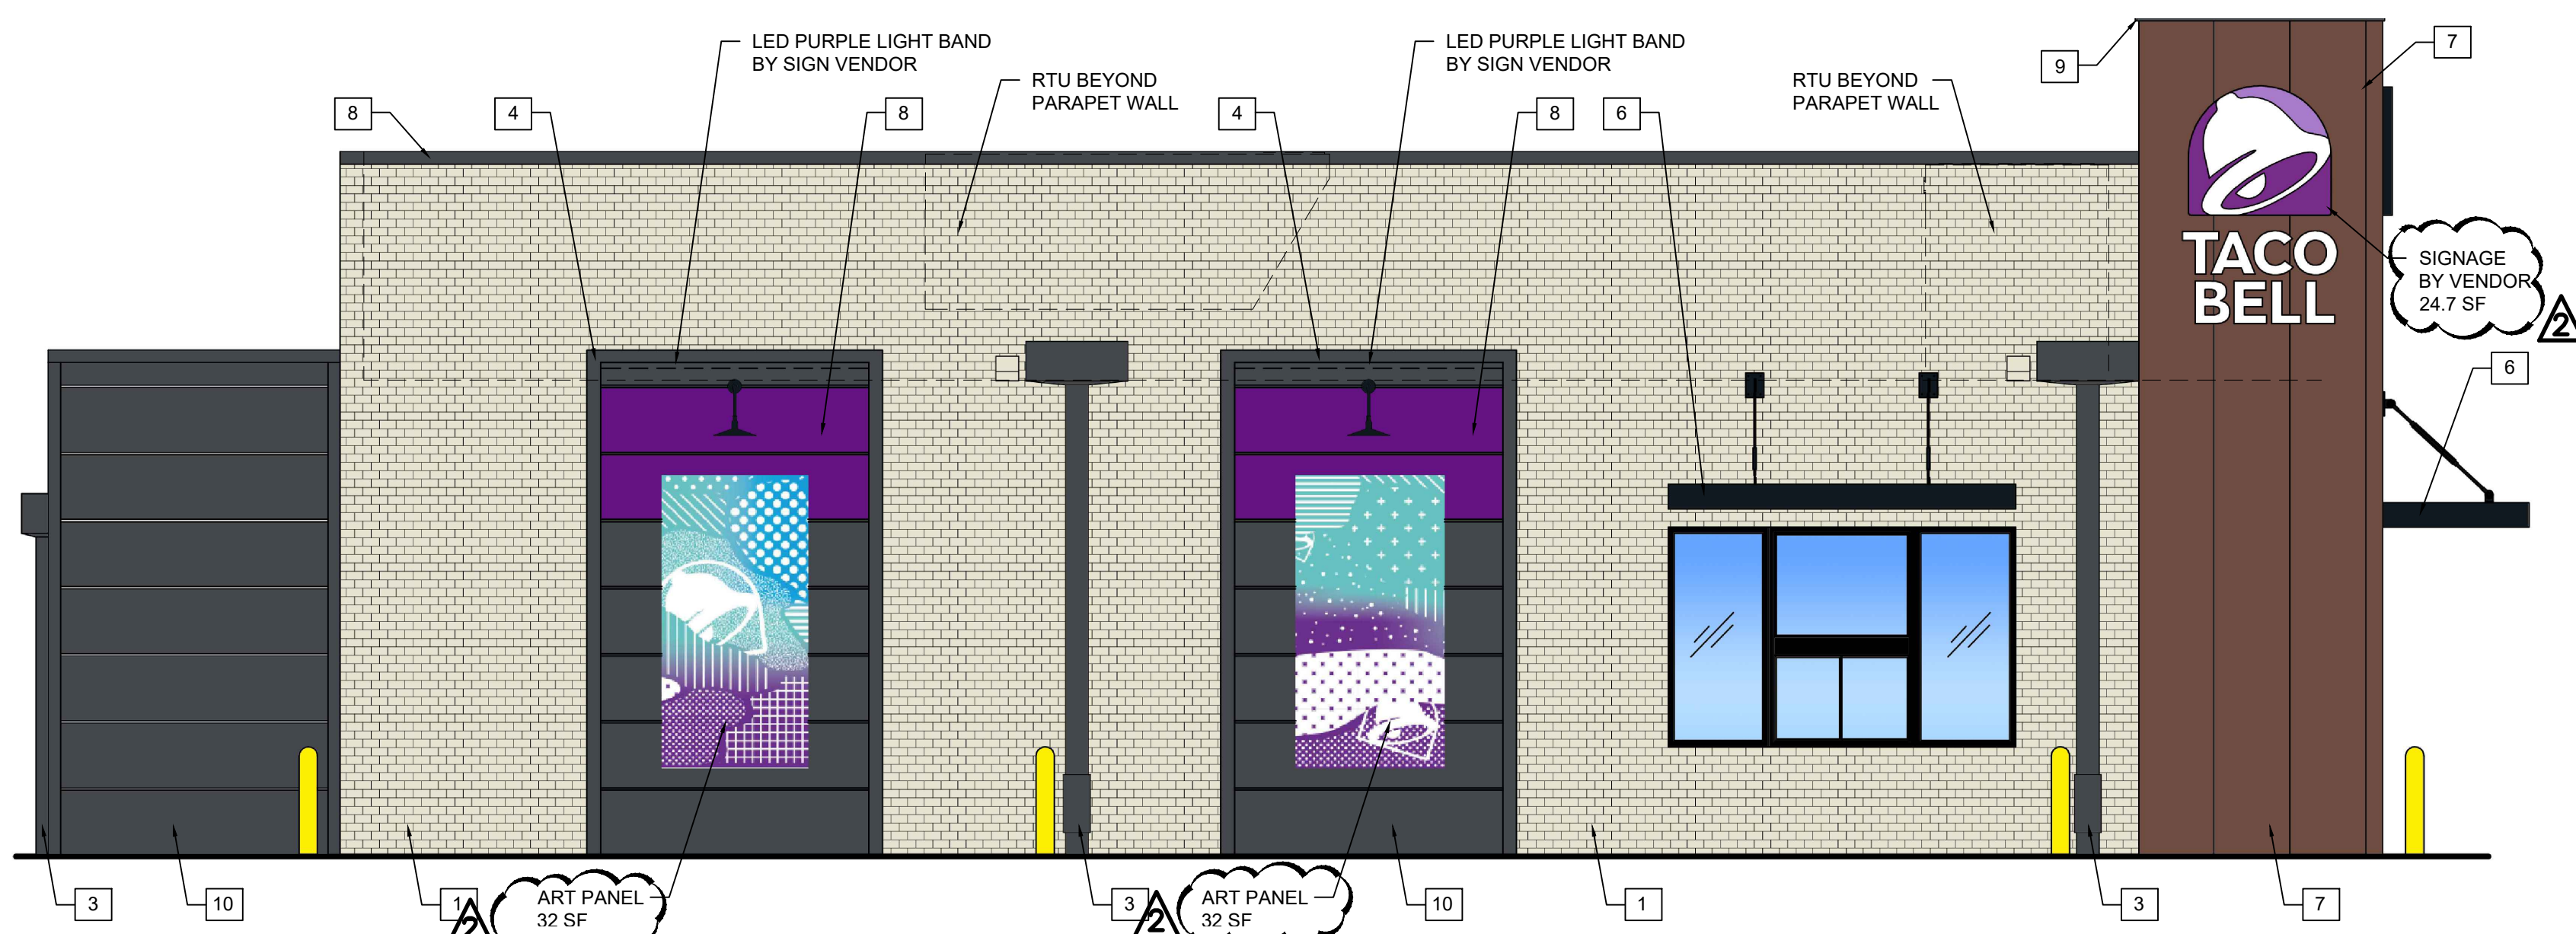 LED PURPLE LIGHT BAND
BY SIGN VENDOR
LED PURPLE LIGHT BAND
BY SIGN VENDOR
7
9
RTU BEYOND
PARAPET WALL
RTU BEYOND
PARAPET WALL
8
4
8
4
8
6
TACO
BELL
SIGNAGE
BY VENDOR
24.7 SF
2
6
3
10
1
2
ART PANEL
32 SF
3
2
ART PANEL
32 SF
10
1
3
7